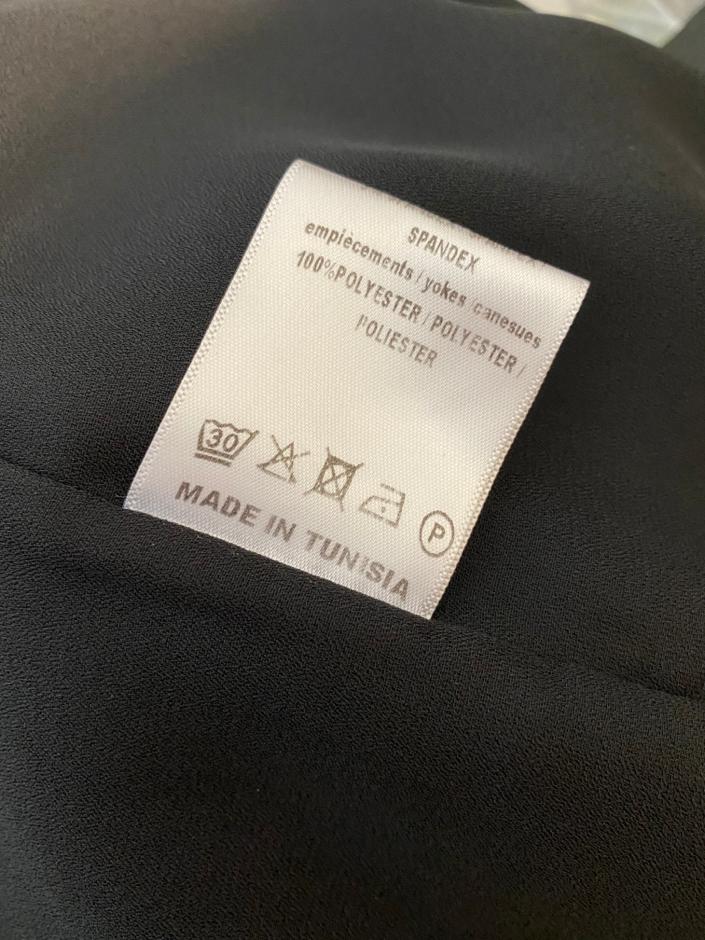 SPANDEX
empiècements / yokes / canesues
100%POLYESTER / POLYESTER /
POLIESTER
30
P
MADE IN TUNISIA